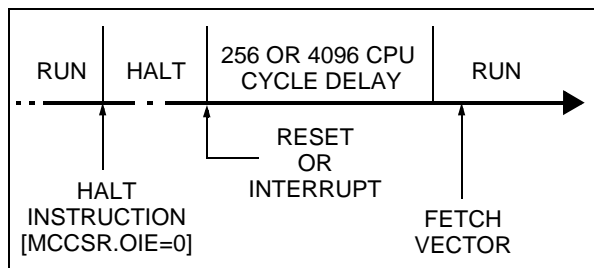 RUN
HALT
256 OR 4096 CPU
CYCLE DELAY
RUN
HALT
INSTRUCTION
[MCCSR.OIE=0]
RESET
OR
INTERRUPT
FETCH
VECTOR